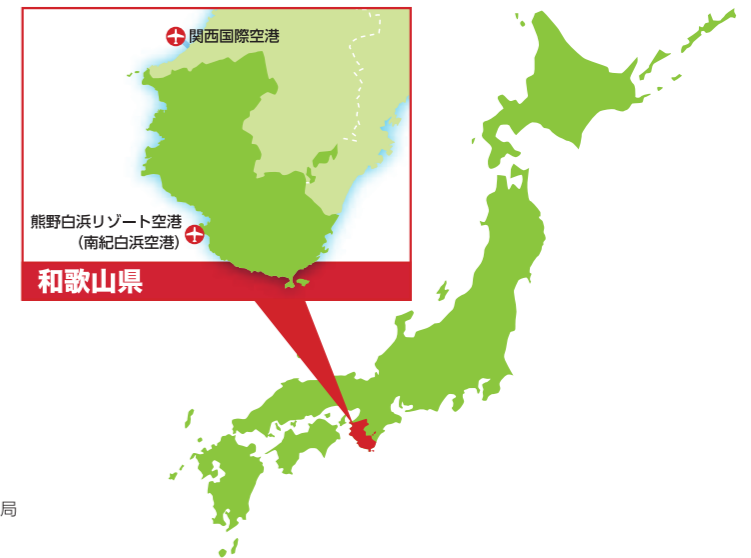 関西国際空港
熊野白浜リゾート空港
（南紀白浜空港）
和歌山県
局